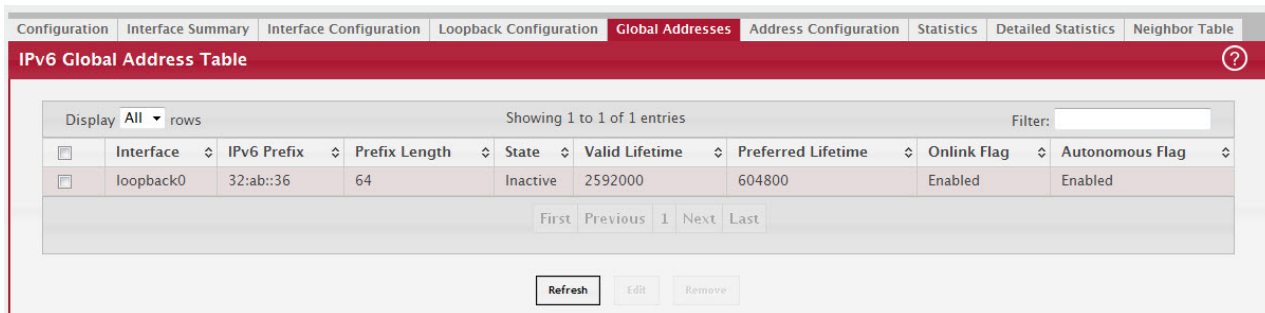 Configuration Interface Summary Interface Configuration Loopback Configuration Global Addresses Address Configuration Statistics Detailed Statistics Neighbor Table
IPv6 Global Address Table ?
Display All rows Showing 1 to 1 of 1 entries Filter:
Interface IPv6 Prefix Prefix Length State Valid Lifetime Preferred Lifetime Onlink Flag Autonomous Flag
loopback0 32:ab::36 64 Inactive 2592000 604800 Enabled Enabled
First Previous 1 Next Last
Refresh Edit Remove